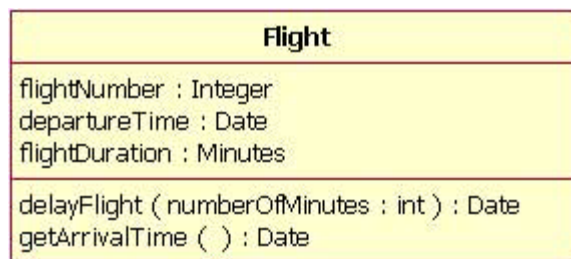 Flight
flightNumber : Integer
departureTime : Date
flightDuration : Minutes
delayFlight ( numberOfMinutes : int ) : Date
getArrivalTime ( ) : Date